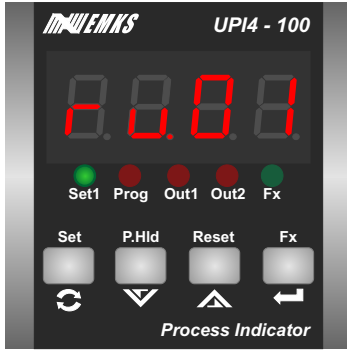 EMKS UPI4 - 100
ru.01
Set1 Prog Out1 Out2 Fx
Set P.Hld Reset Fx
Process Indicator